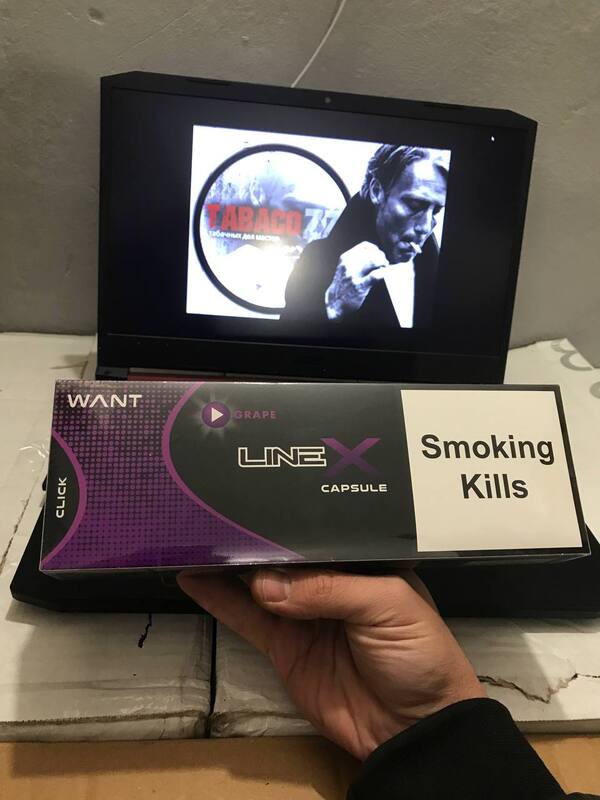 TABACO77
табачных дел мастер
WANT
GRAPE
LINE X
CAPSULE
CLICK
Smoking
Kills